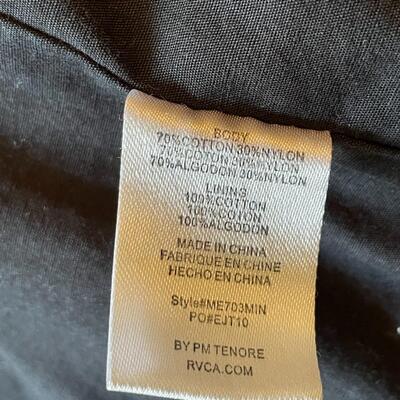 BODY
70%COTTON 30%NYLON
70%COTON 30%NYLON
70%ALGODON 30%NYLON
LINING
100%COTTON
100%COTON
100%ALGODON
MADE IN CHINA
FABRIQUE EN CHINE
HECHO EN CHINA
Style#ME703MIN
PO#EJT10
BY PM TENORE
RVCA.COM